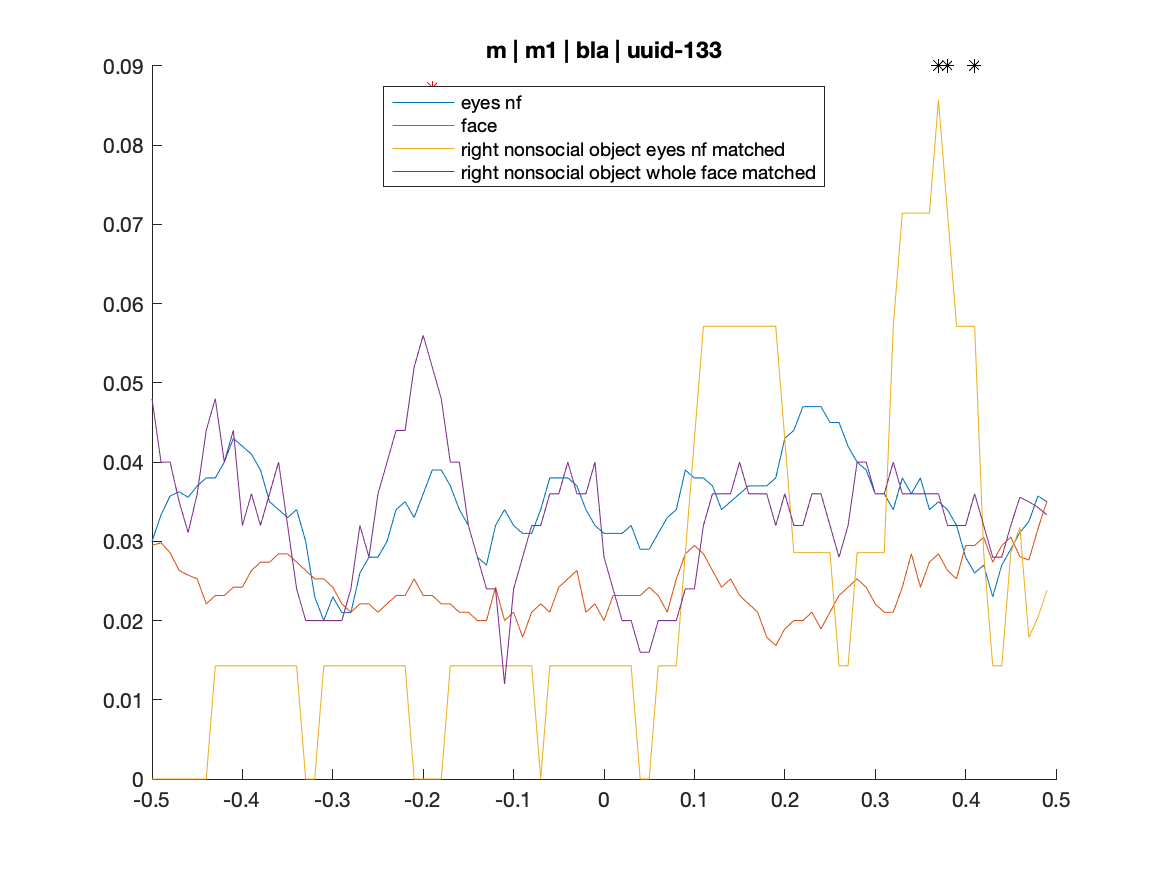 m | m1 | bla | uuid-133
0.09
0.08
0.07
0.06
0.05
0.04
0.03
0.02
0.01
0
eyes nf
face
right nonsocial object eyes nf matched
right nonsocial object whole face matched
-0.5 -0.4 -0.3 -0.2 -0.1 0 0.1 0.2 0.3 0.4 0.5